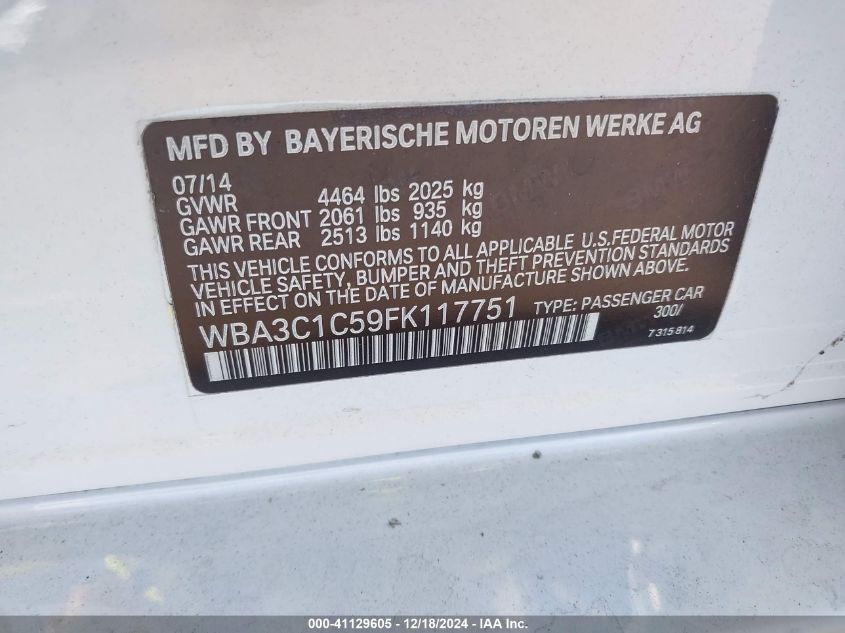 MFD BY BAYERISCHE MOTOREN WERKE AG
07/14
GVWR 4464 lbs 2025 kg
GAWR FRONT 2061 lbs 935 kg
GAWR REAR 2513 lbs 1140 kg
THIS VEHICLE CONFORMS TO ALL APPLICABLE U.S.FEDERAL MOTOR
VEHICLE SAFETY, BUMPER AND THEFT PREVENTION STANDARDS
IN EFFECT ON THE DATE OF MANUFACTURE SHOWN ABOVE.
WBA3C1C59FK117751 TYPE: PASSENGER CAR
300/
7 315 814
000-41129605 - 12/18/2024 - IAA Inc.